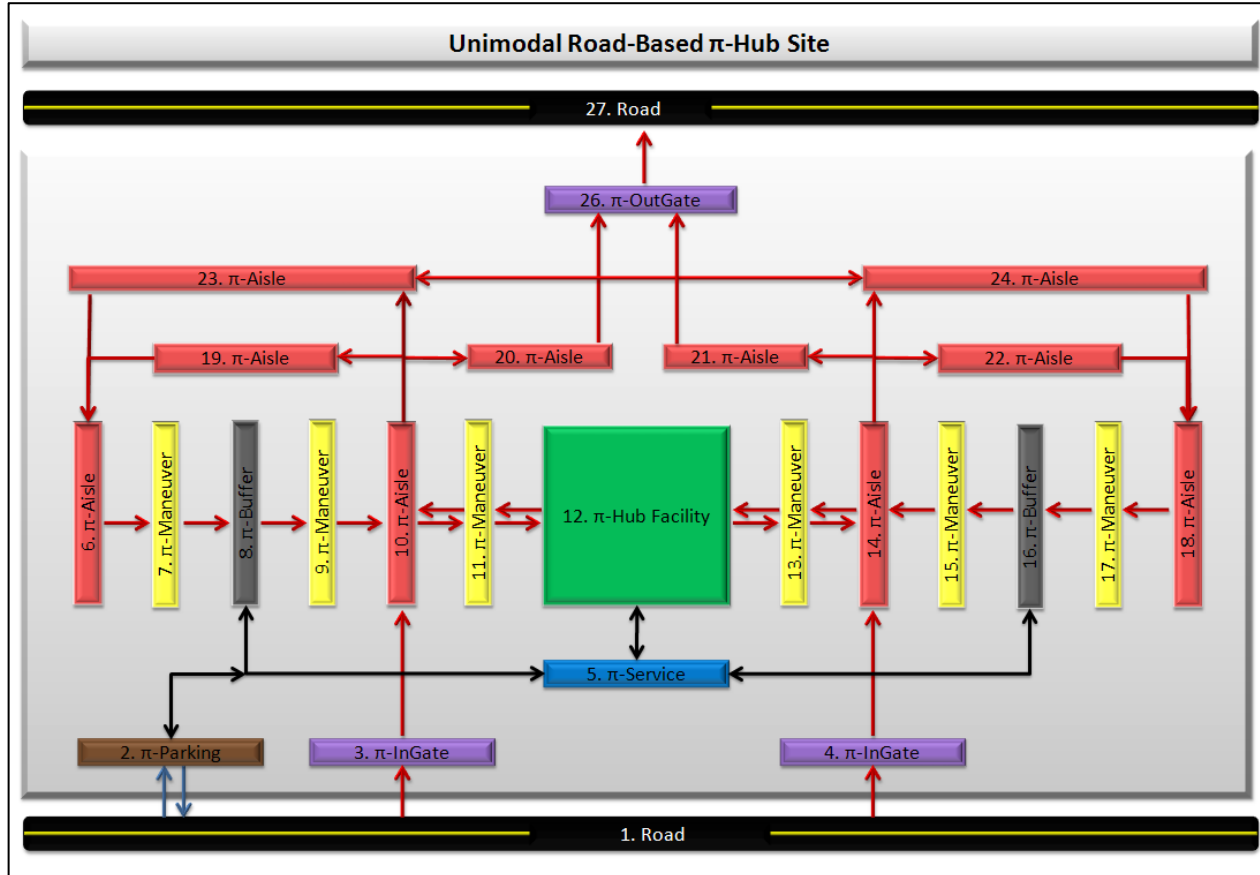 Unimodal Road-Based π-Hub Site
27. Road
26. π-OutGate
23. π-Aisle
24. π-Aisle
19. π-Aisle
20. π-Aisle
21. π-Aisle
22. π-Aisle
6. π-Aisle
7. π-Maneuver
8. π-Buffer
9. π-Maneuver
10. π-Aisle
11. π-Maneuver
12. π-Hub Facility
13. π-Maneuver
14. π-Aisle
15. π-Maneuver
16. π-Buffer
17. π-Maneuver
18. π-Aisle
5. π-Service
2. π-Parking
3. π-InGate
4. π-InGate
1. Road